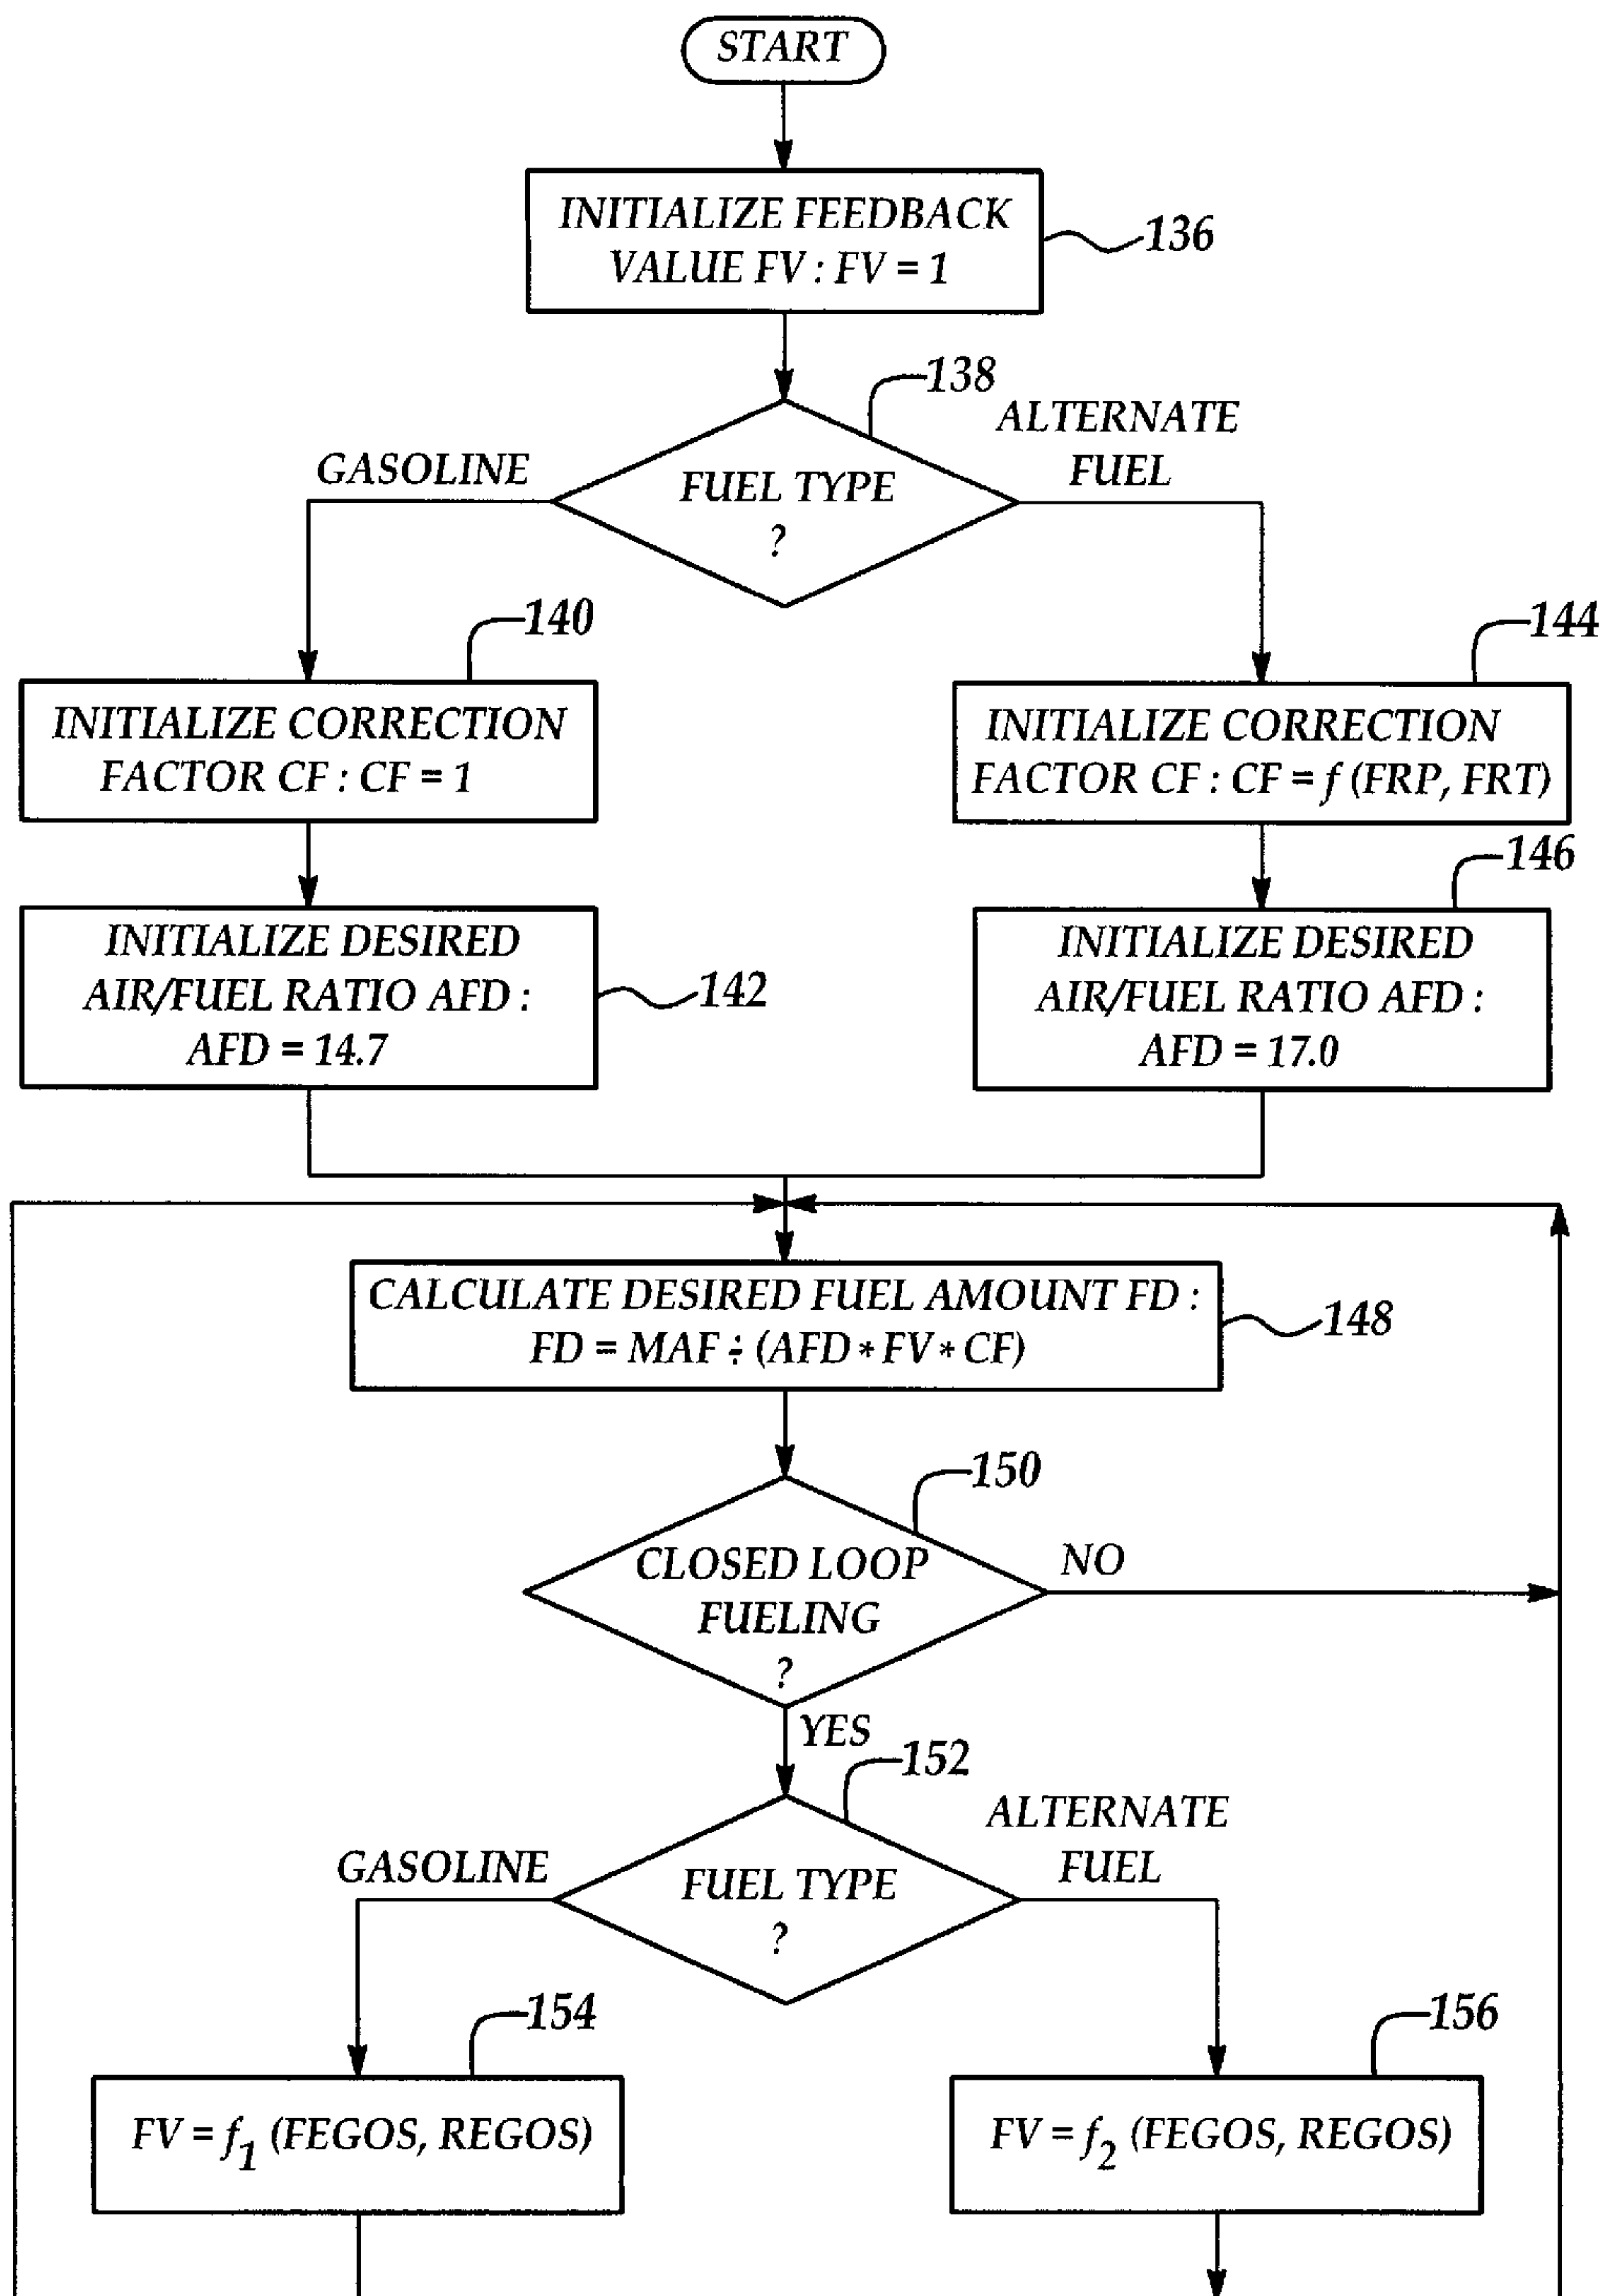 START
INITIALIZE FEEDBACK
VALUE FV : FV = 1
136
138
GASOLINE
ALTERNATE
FUEL
FUEL TYPE
?
140
144
INITIALIZE CORRECTION
FACTOR CF : CF = 1
INITIALIZE CORRECTION
FACTOR CF : CF = f (FRP, FRT)
146
INITIALIZE DESIRED
AIR/FUEL RATIO AFD :
AFD = 14.7
142
INITIALIZE DESIRED
AIR/FUEL RATIO AFD :
AFD = 17.0
CALCULATE DESIRED FUEL AMOUNT FD :
FD = MAF ÷ (AFD * FV * CF)
148
150
CLOSED LOOP
FUELING
?
NO
YES
152
GASOLINE
ALTERNATE
FUEL
FUEL TYPE
?
154
156
FV = f1 (FEGOS, REGOS)
FV = f2 (FEGOS, REGOS)